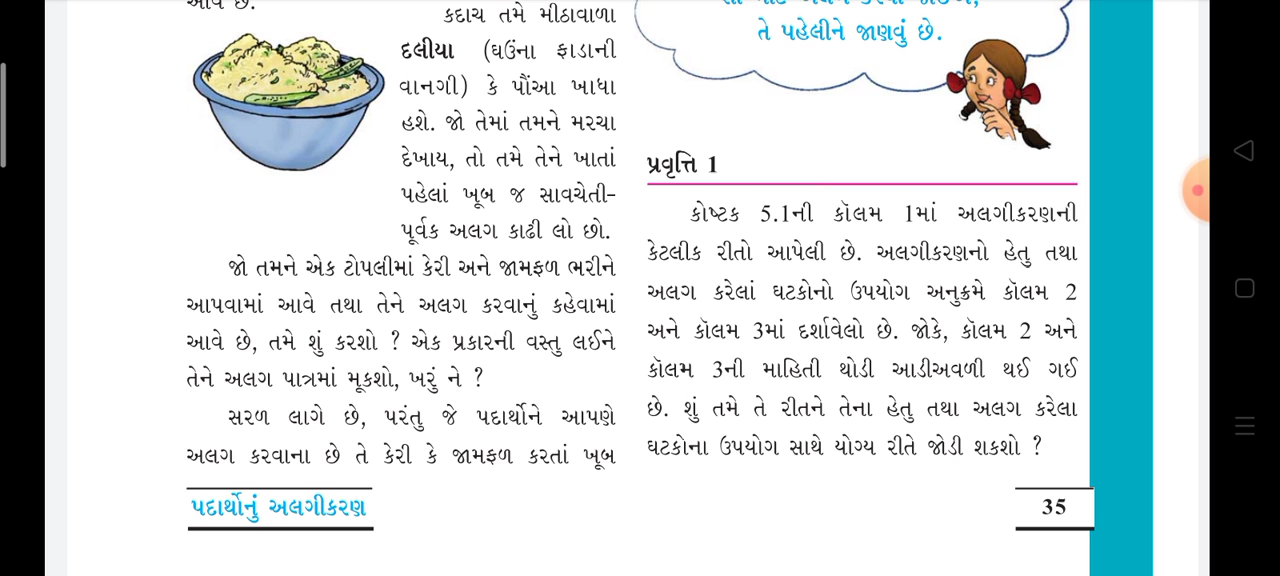 કદાચ તમે મીઠાવાળા
દલીયા (ઘઉંના ફાડાની
વાનગી) કે પૌંઆ ખાધા
હશે. જો તેમાં તમને મરચા
દેખાય, તો તમે તેને ખાતાં
પહેલાં ખૂબ જ સાવચેતી-
પૂર્વક અલગ કાઢી લો છો.
જો તમને એક ટોપલીમાં કેરી અને જામફળ ભરીને
આપવામાં આવે તથા તેને અલગ કરવાનું કહેવામાં
આવે છે, તમે શું કરશો ? એક પ્રકારની વસ્તુ લઈને
તેને અલગ પાત્રમાં મૂકશો, ખરું ને ?
સરળ લાગે છે, પરંતુ જે પદાર્થોને આપણે
અલગ કરવાના છે તે કેરી કે જામફળ કરતાં ખૂબ
તે પહેલીને જાણવું છે.
પ્રવૃત્તિ 1
કોષ્ટક 5.1ની કૉલમ 1માં અલગીકરણની
કેટલીક રીતો આપેલી છે. અલગીકરણનો હેતુ તથા
અલગ કરેલાં ઘટકોનો ઉપયોગ અનુક્રમે કૉલમ 2
અને કૉલમ 3માં દર્શાવેલો છે. જોકે, કૉલમ 2 અને
કૉલમ 3ની માહિતી થોડી આડીઅવળી થઈ ગઈ
છે. શું તમે તે રીતને તેના હેતુ તથા અલગ કરેલા
ઘટકોના ઉપયોગ સાથે યોગ્ય રીતે જોડી શકશો ?
પદાર્થોનું અલગીકરણ
35